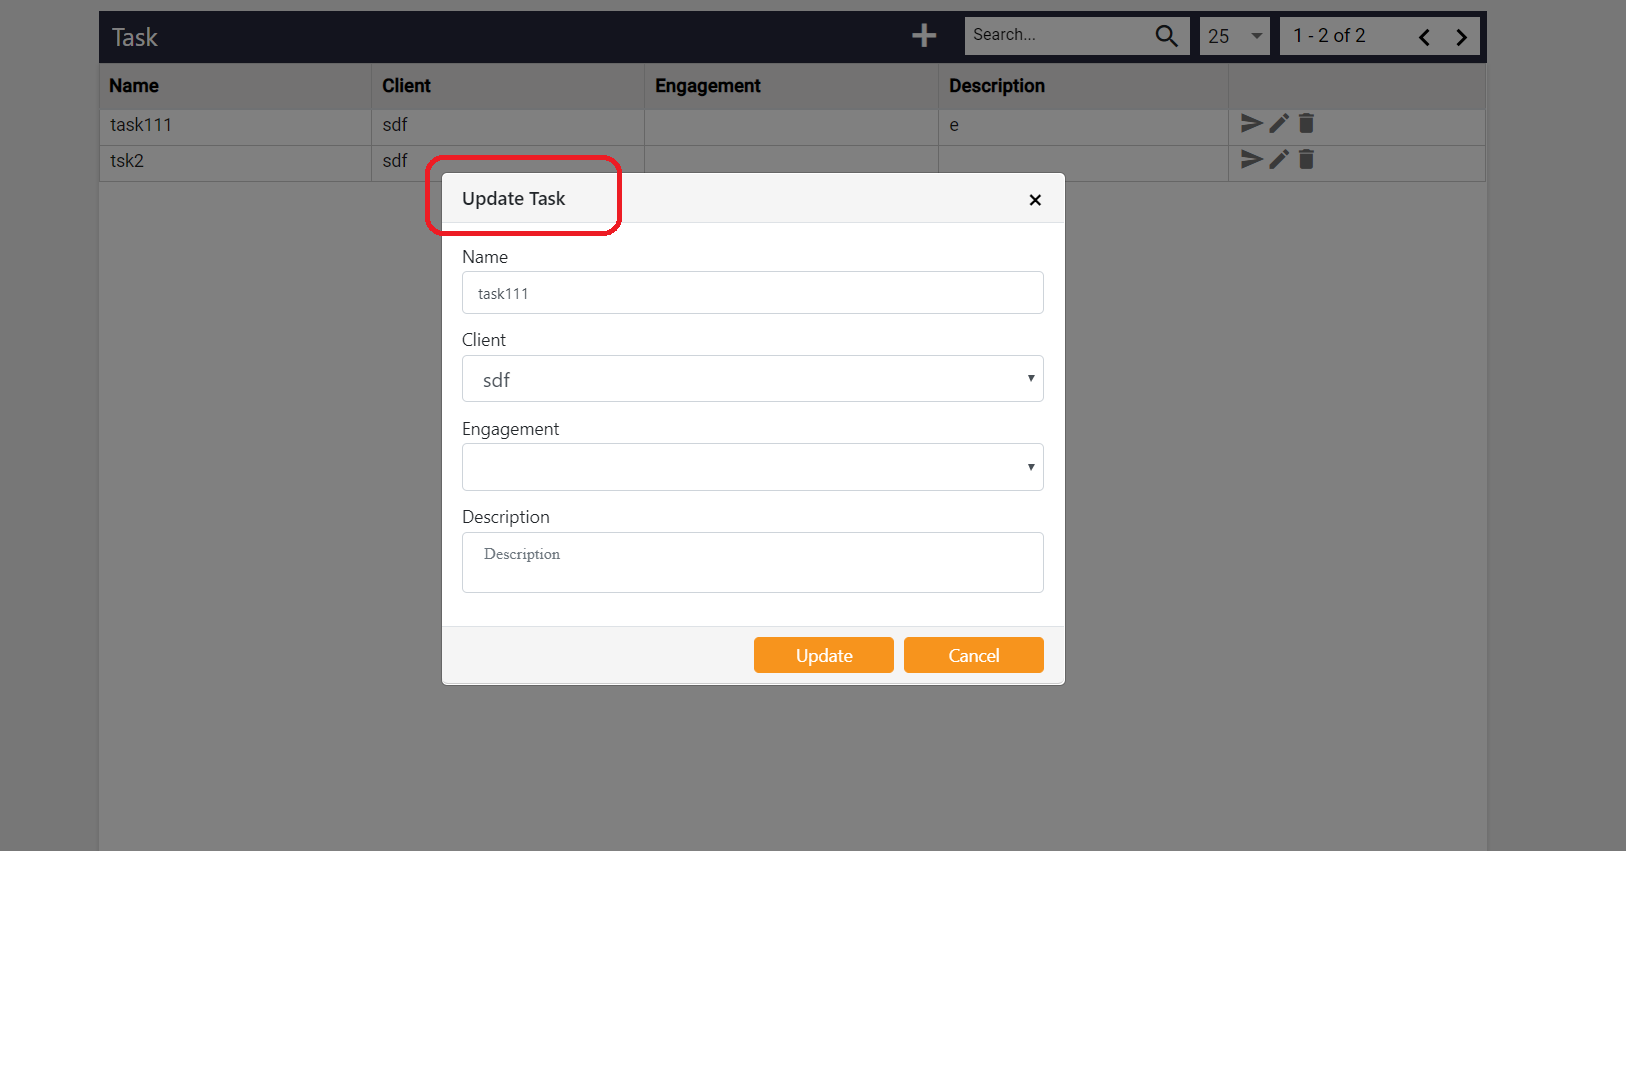 Task Search... 25 1 - 2 of 2
Name Client Engagement Description
task111 sdf e
tsk2 sdf
Update Task
Name
task111
Client
sdf
Engagement
Description
Description
Update Cancel